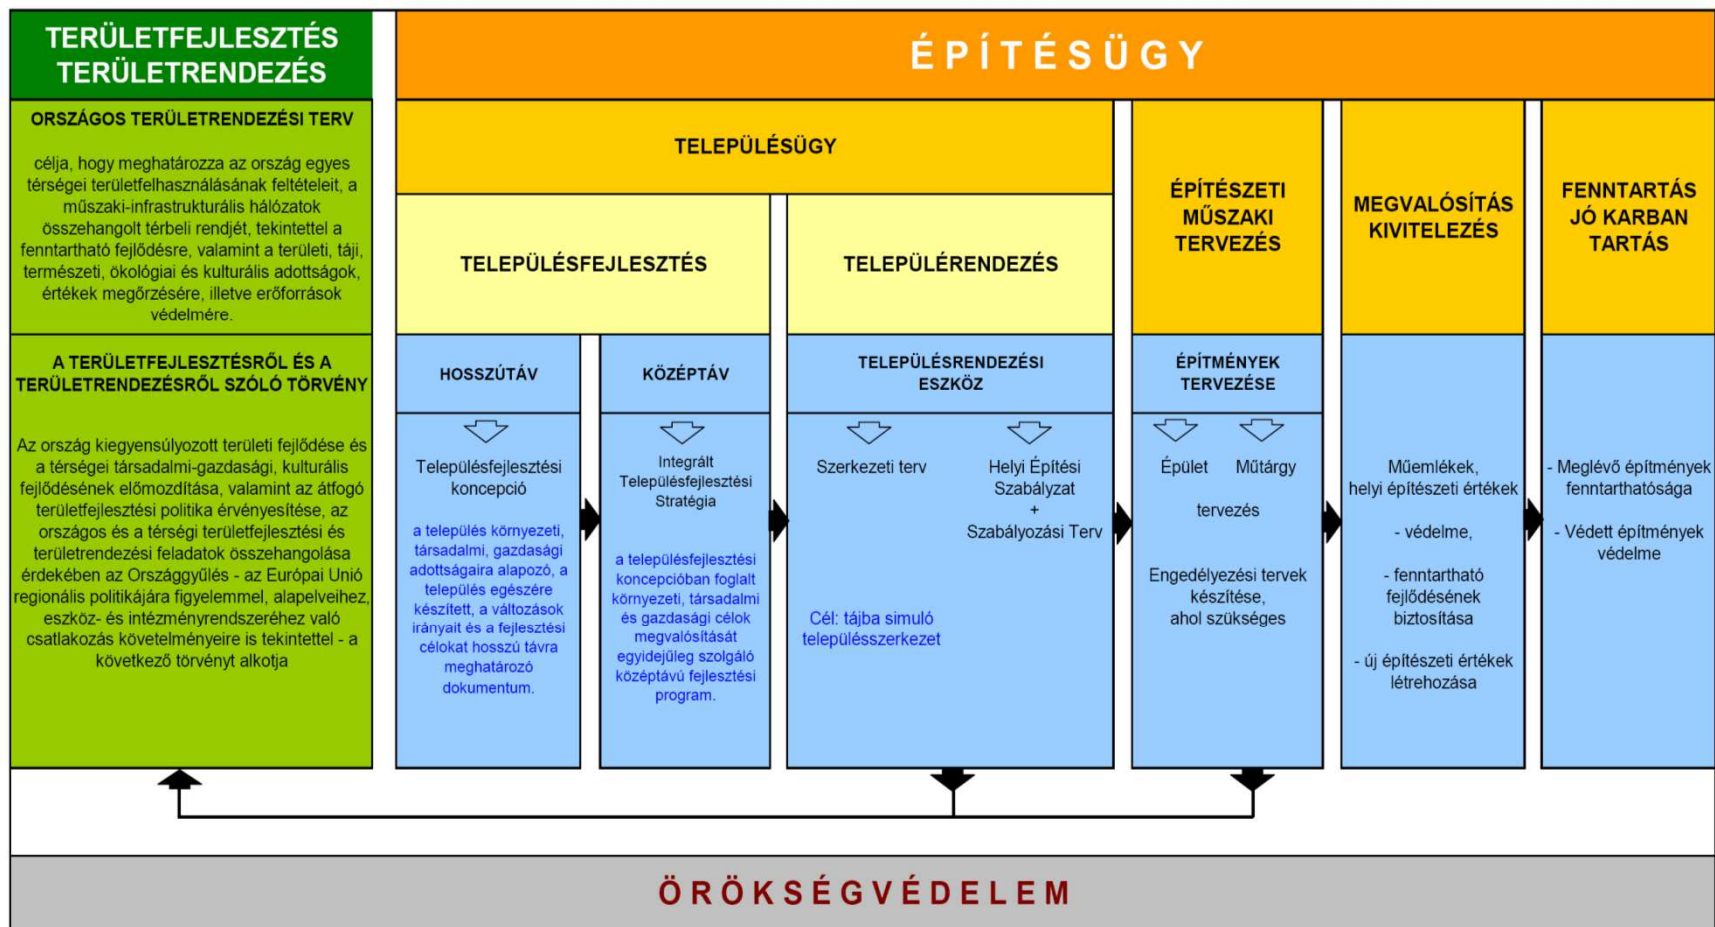 TERÜLETFEJLESZTÉS
TERÜLETRENDEZÉS
ORSZÁGOS TERÜLETRENDEZÉSI TERV
célja, hogy meghatározza az ország egyes
térségei területfelhasználásának feltételeit, a
műszaki-infrastrukturális hálózatok
összehangolt térbeli rendjét, tekintettel a
fenntartható fejlődésre, valamint a területi, táji,
természeti, ökológiai és kulturális adottságok,
értékek megőrzésére, illetve erőforrások
védelmére.
A TERÜLETFEJLESZTÉSRŐL ÉS A
TERÜLETRENDEZÉSRŐL SZÓLÓ TÖRVÉNY
Az ország kiegyensúlyozott területi fejlődése és
a térségei társadalmi-gazdasági, kulturális
fejlődésének előmozdítása, valamint az átfogó
területfejlesztési politika érvényesítése, az
országos és a térségi területfejlesztési és
területrendezési feladatok összehangolása
érdekében az Országgyűlés - az Európai Unió
regionális politikájára figyelemmel, alapelveihez,
eszköz- és intézményrendszeréhez való
csatlakozás követelményeire is tekintettel - a
következő törvényt alkotja
ÉPÍTÉSÜGY
TELEPÜLÉSÜGY
TELEPÜLÉSFEJLESZTÉS
HOSSZÚTÁV
Településfejlesztési
koncepció
a település környezeti,
társadalmi, gazdasági
adottságaira alapozó, a
település egészére
készített, a változások
irányait és a fejlesztési
célokat hosszú távra
meghatározó
dokumentum.
KÖZÉPTÁV
Integrált
Településfejlesztési
Stratégia
a településfejlesztési
koncepcióban foglalt
környezeti, társadalmi
és gazdasági célok
megvalósítását
egyidejűleg szolgáló
középtávú fejlesztési
program.
TELEPÜLÉRENDEZÉS
TELEPÜLÉSRENDEZÉSI
ESZKÖZ
Szerkezeti terv
Cél: tájba simuló
településszerkezet
Helyi Építési
Szabályzat
+
Szabályozási Terv
ÉPÍTÉSZETI
MŰSZAKI
TERVEZÉS
ÉPÍTMÉNYEK
TERVEZÉSE
Épület Műtárgy
tervezés
Engedélyezési tervek
készítése,
ahol szükséges
MEGVALÓSÍTÁS
KIVITELEZÉS
Műemlékek,
helyi építészeti értékek
- védelme,
- fenntartható
fejlődésének
biztosítása
- új építészeti értékek
létrehozása
FENNTARTÁS
JÓ KARBAN
TARTÁS
- Meglévő építmények
fenntarthatósága
- Védett építmények
védelme
ÖRÖKSÉGVÉDELEM